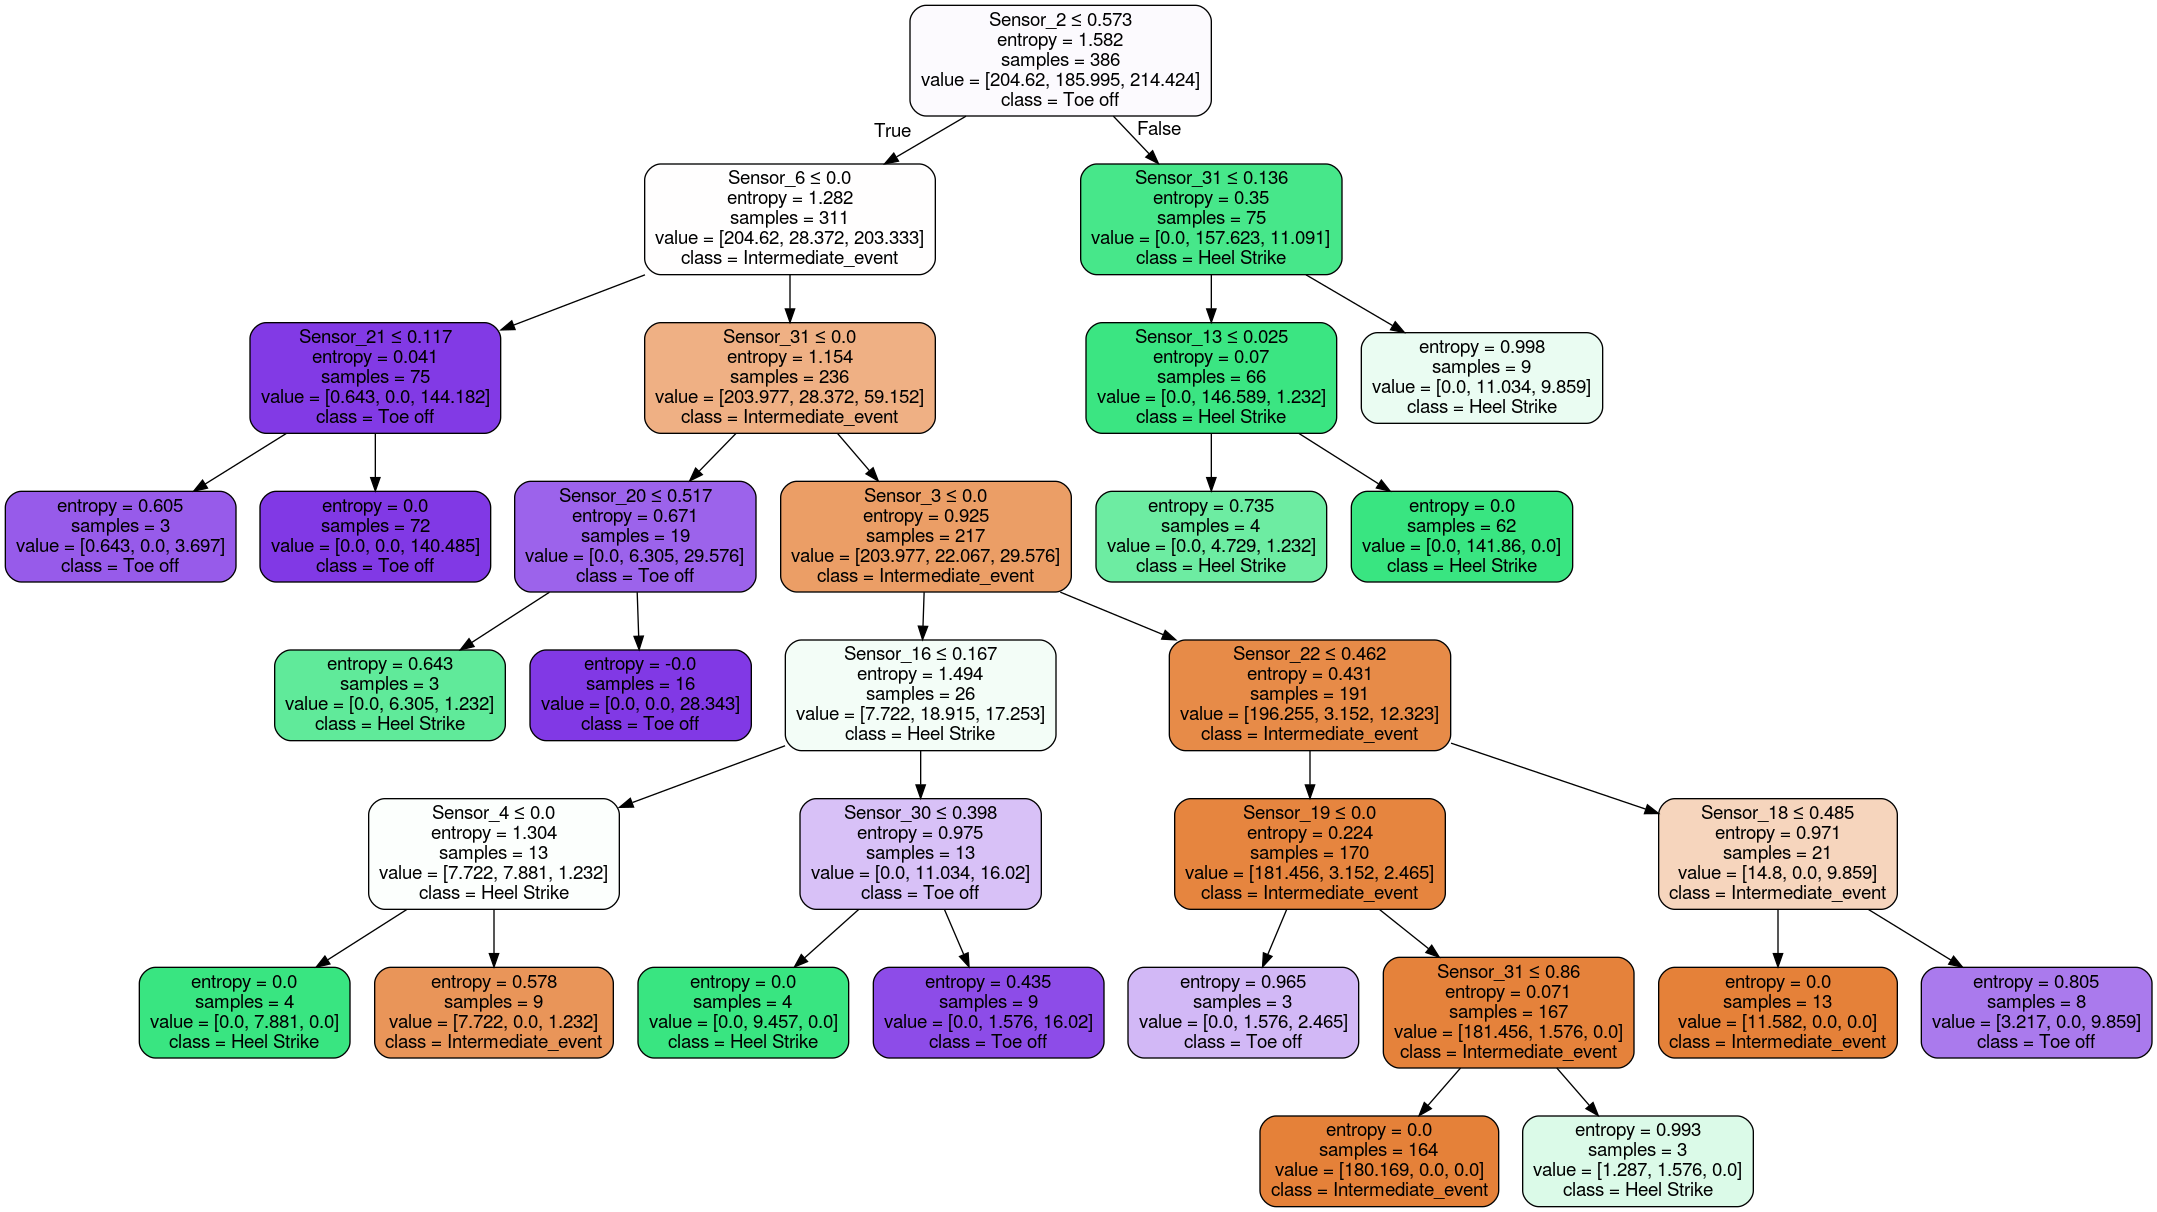 Sensor_2 ≤ 0.573
entropy = 1.582
samples = 386
value = [204.62, 185.995, 214.424]
class = Toe off
True
False
Sensor_6 ≤ 0.0
entropy = 1.282
samples = 311
value = [204.62, 28.372, 203.333]
class = Intermediate_event
Sensor_31 ≤ 0.136
entropy = 0.35
samples = 75
value = [0.0, 157.623, 11.091]
class = Heel Strike
Sensor_21 ≤ 0.117
entropy = 0.041
samples = 75
value = [0.643, 0.0, 144.182]
class = Toe off
Sensor_31 ≤ 0.0
entropy = 1.154
samples = 236
value = [203.977, 28.372, 59.152]
class = Intermediate_event
Sensor_13 ≤ 0.025
entropy = 0.07
samples = 66
value = [0.0, 146.589, 1.232]
class = Heel Strike
entropy = 0.998
samples = 9
value = [0.0, 11.034, 9.859]
class = Heel Strike
entropy = 0.605
samples = 3
value = [0.643, 0.0, 3.697]
class = Toe off
entropy = 0.0
samples = 72
value = [0.0, 0.0, 140.485]
class = Toe off
Sensor_20 ≤ 0.517
entropy = 0.671
samples = 19
value = [0.0, 6.305, 29.576]
class = Toe off
Sensor_3 ≤ 0.0
entropy = 0.925
samples = 217
value = [203.977, 22.067, 29.576]
class = Intermediate_event
entropy = 0.735
samples = 4
value = [0.0, 4.729, 1.232]
class = Heel Strike
entropy = 0.0
samples = 62
value = [0.0, 141.86, 0.0]
class = Heel Strike
entropy = 0.643
samples = 3
value = [0.0, 6.305, 1.232]
class = Heel Strike
entropy = -0.0
samples = 16
value = [0.0, 0.0, 28.343]
class = Toe off
Sensor_16 ≤ 0.167
entropy = 1.494
samples = 26
value = [7.722, 18.915, 17.253]
class = Heel Strike
Sensor_22 ≤ 0.462
entropy = 0.431
samples = 191
value = [196.255, 3.152, 12.323]
class = Intermediate_event
Sensor_4 ≤ 0.0
entropy = 1.304
samples = 13
value = [7.722, 7.881, 1.232]
class = Heel Strike
Sensor_30 ≤ 0.398
entropy = 0.975
samples = 13
value = [0.0, 11.034, 16.02]
class = Toe off
Sensor_19 ≤ 0.0
entropy = 0.224
samples = 170
value = [181.456, 3.152, 2.465]
class = Intermediate_event
Sensor_18 ≤ 0.485
entropy = 0.971
samples = 21
value = [14.8, 0.0, 9.859]
class = Intermediate_event
entropy = 0.0
samples = 4
value = [0.0, 7.881, 0.0]
class = Heel Strike
entropy = 0.578
samples = 9
value = [7.722, 0.0, 1.232]
class = Intermediate_event
entropy = 0.0
samples = 4
value = [0.0, 9.457, 0.0]
class = Heel Strike
entropy = 0.435
samples = 9
value = [0.0, 1.576, 16.02]
class = Toe off
entropy = 0.965
samples = 3
value = [0.0, 1.576, 2.465]
class = Toe off
Sensor_31 ≤ 0.86
entropy = 0.071
samples = 167
value = [181.456, 1.576, 0.0]
class = Intermediate_event
entropy = 0.0
samples = 13
value = [11.582, 0.0, 0.0]
class = Intermediate_event
entropy = 0.805
samples = 8
value = [3.217, 0.0, 9.859]
class = Toe off
entropy = 0.0
samples = 164
value = [180.169, 0.0, 0.0]
class = Intermediate_event
entropy = 0.993
samples = 3
value = [1.287, 1.576, 0.0]
class = Heel Strike